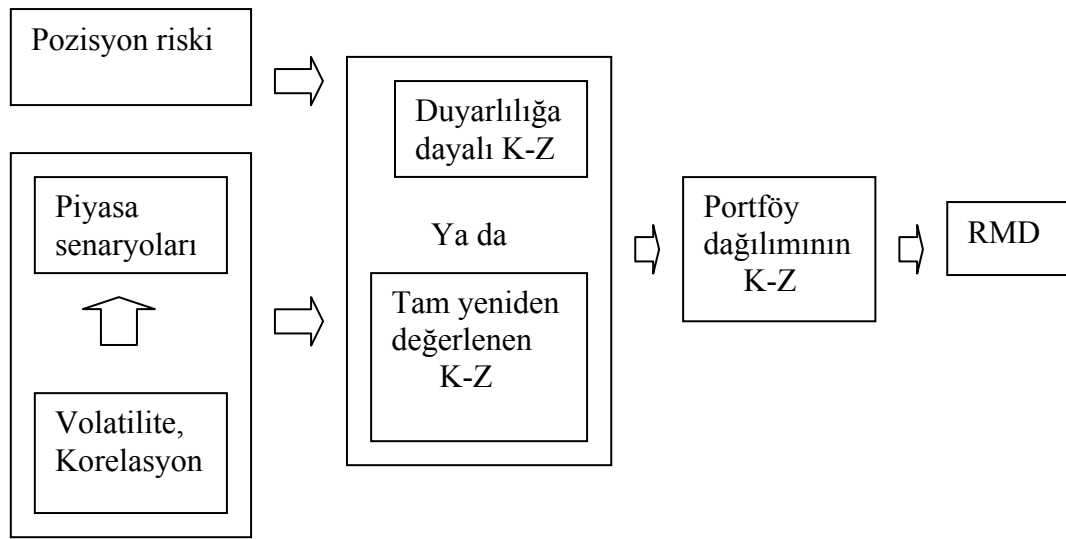 Pozisyon riski
Piyasa
senaryoları
Volatilite,
Korelasyon
Duyarlılığa
dayalı K-Z
Ya da
Tam yeniden
değerlenen
K-Z
Portföy
dağılımının
K-Z
RMD